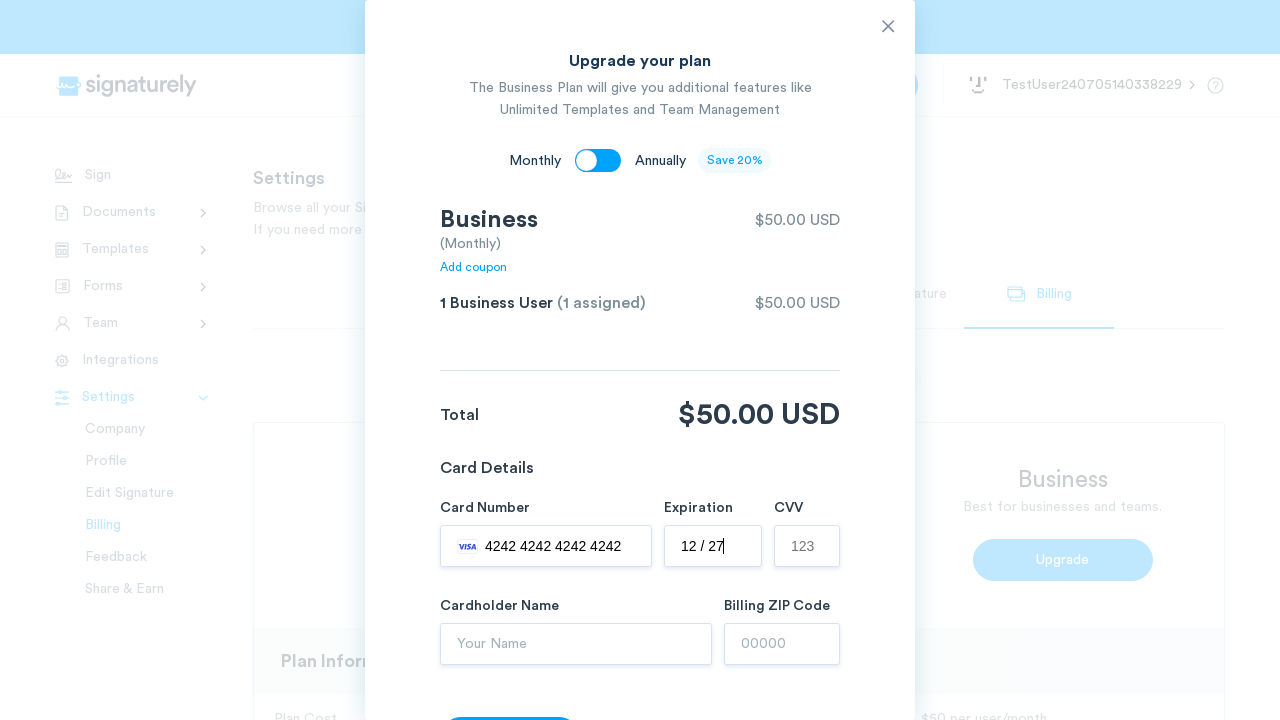 Upgrade your plan
The Business Plan will give you additional features like
Unlimited Templates and Team Management
Monthly Annually Save 20%
Business $50.00 USD
(Monthly)
Add coupon
1 Business User (1 assigned) $50.00 USD
Total $50.00 USD
Card Details
Card Number Expiration CVV
VISA 4242 4242 4242 4242 12 / 27 123
Cardholder Name Billing ZIP Code
Your Name 00000
signaturely
TestUser240705140338229
Sign
Documents
Templates
Forms
Team
Integrations
Settings
Company
Profile
Edit Signature
Billing
Feedback
Share & Earn
Settings
Browse all your
If you need more
Billing
Business
Best for businesses and teams.
Upgrade
Plan
Plan Cost
$50 per user/month